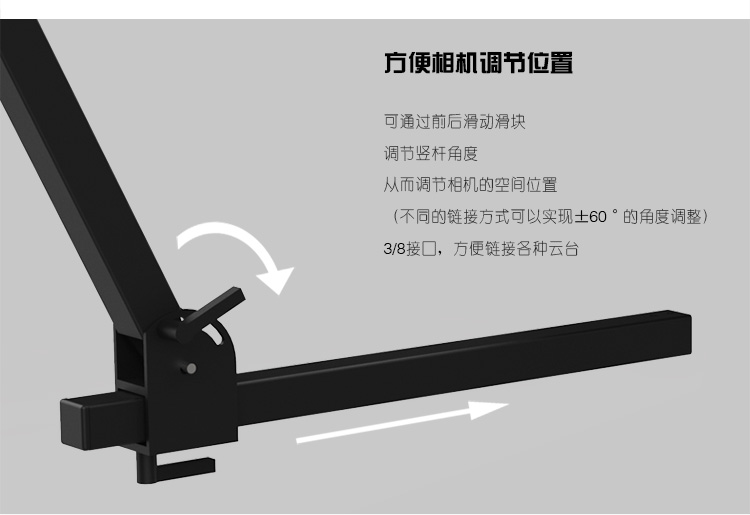 方便相机调节位置
可通过前后滑动滑块
调节竖杆角度
从而调节相机的空间位置
（不同的链接方式可以实现±60 °的角度调整）
3/8接口，方便链接各种云台